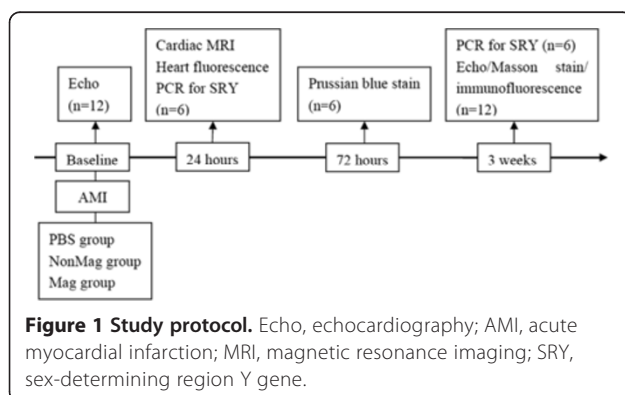 Echo
(n=12)
Cardiac MRI
Heart fluorescence
PCR for SRY
(n=6)
Prussian blue stain
(n=6)
PCR for SRY (n=6)
Echo/Masson stain/
immunofluorescence
(n=12)
Baseline
24 hours
72 hours
3 weeks
AMI
PBS group
NonMag group
Mag group
Figure 1 Study protocol. Echo, echocardiography; AMI, acute
myocardial infarction; MRI, magnetic resonance imaging; SRY,
sex-determining region Y gene.